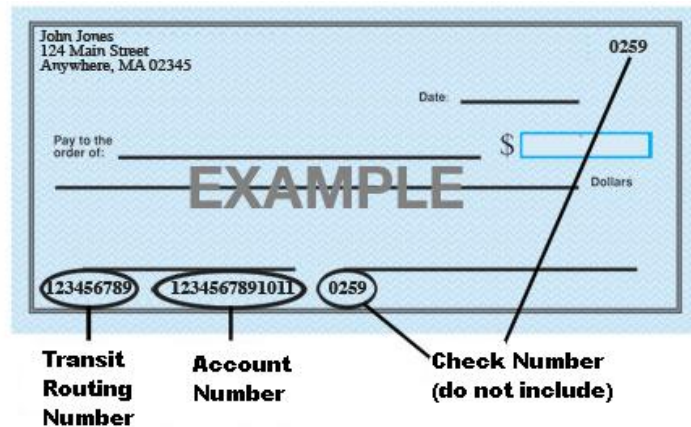 John Jones
124 Main Street
Anywhere, MA 02345
0259
Date:
Pay to the
order of:
$
EXAMPLE
Dollars
123456789 1234567891011 0259
Transit
Routing
Number
Account
Number
Check Number
(do not include)